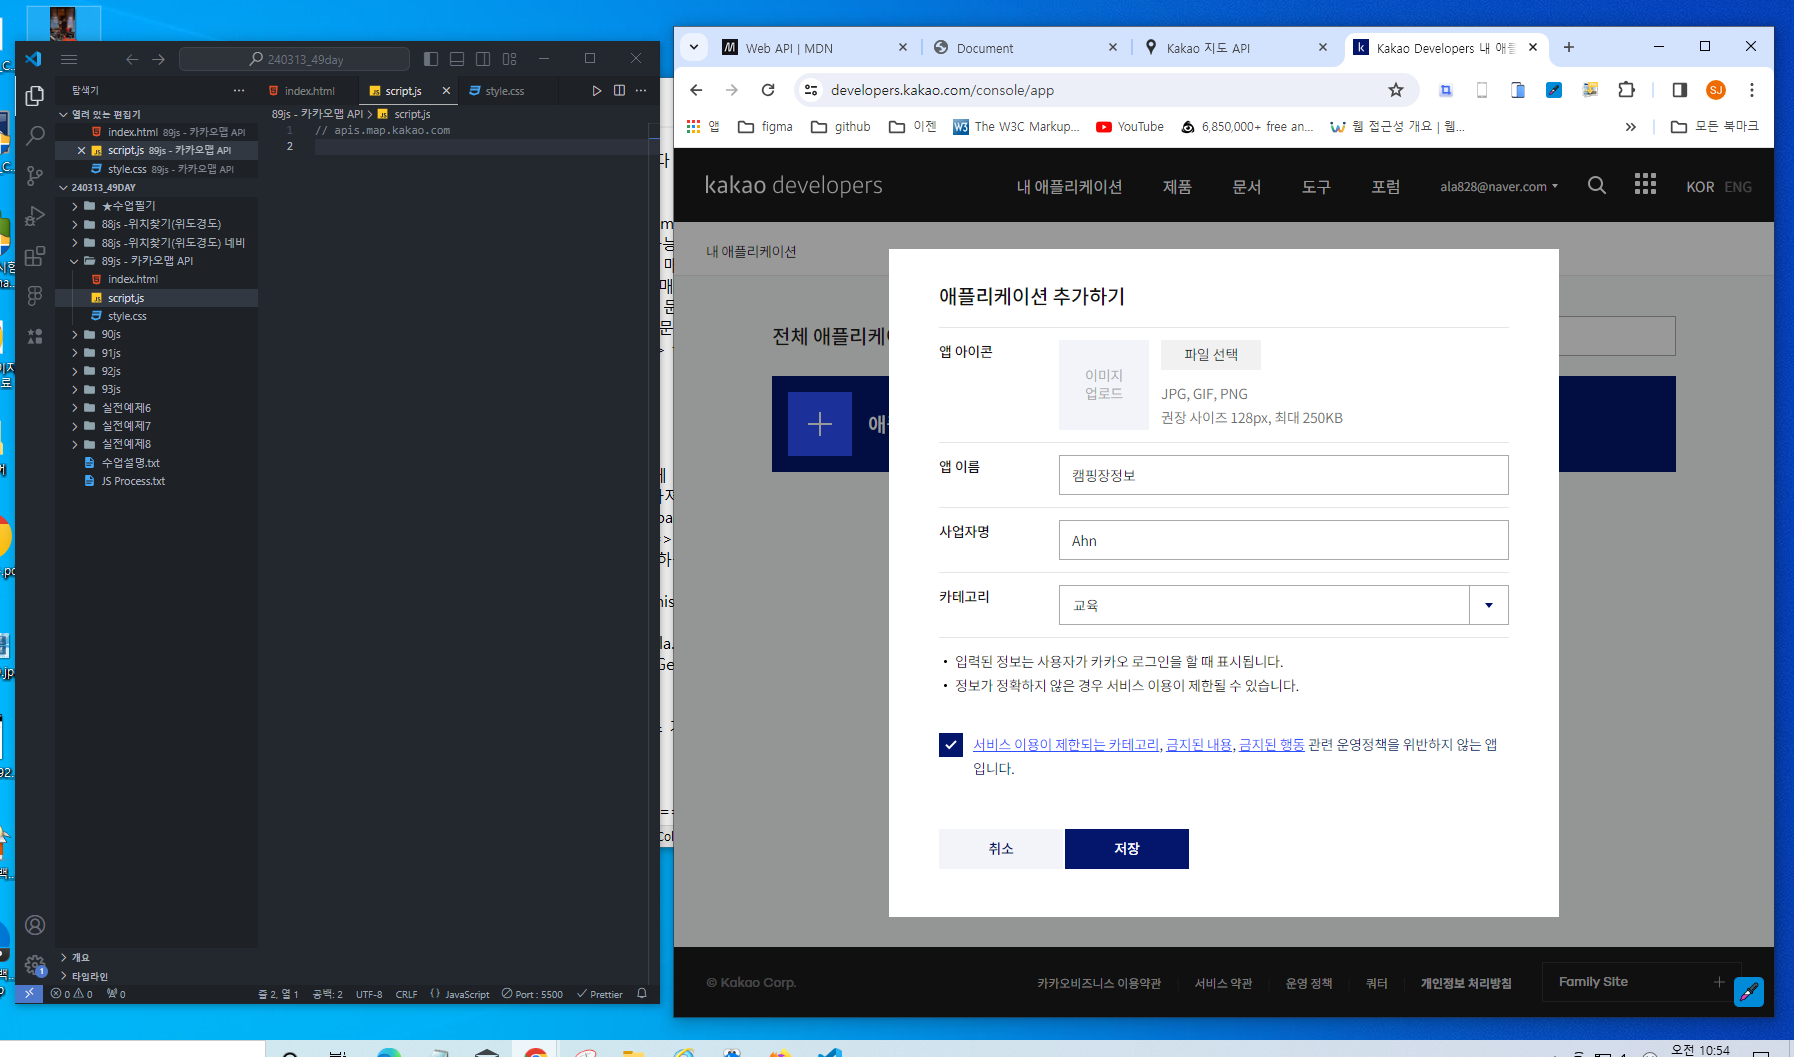 240313_49day
탐색기
열려 있는 편집기
index.html 89js - 카카오맵 API
script.js 89js - 카카오맵 API
style.css 89js - 카카오맵 API
240313_49DAY
★수업필기
88js -위치찾기(위도경도)
88js -위치찾기(위도경도) 네비
89js - 카카오맵 API
index.html
script.js
style.css
90js
91js
92js
93js
실전예제6
실전예제7
실전예제8
수업설명.txt
JS Process.txt
개요
타임라인
index.html
script.js
style.css
89js - 카카오맵 API > script.js
1 // apis.map.kakao.com
2
0 0 0
줄 2, 열 1 공백: 2 UTF-8 CRLF {} JavaScript Port : 5500 Prettier
Web API | MDN
Document
Kakao 지도 API
Kakao Developers 내 애플
developers.kakao.com/console/app
SJ
앱
figma
github
이젠
The W3C Markup...
YouTube
6,850,000+ free an...
웹 접근성 개요 | 웹...
모든 북마크
kakao developers
내 애플리케이션 제품 문서 도구 포럼 ala828@naver.com KOR ENG
내 애플리케이션
전체 애플리케이
애플리케이션 추가하기
앱 아이콘
이미지
업로드
파일 선택
JPG, GIF, PNG
권장 사이즈 128px, 최대 250KB
앱 이름
캠핑장정보
사업자명
Ahn
카테고리
교육
• 입력된 정보는 사용자가 카카오 로그인을 할 때 표시됩니다.
• 정보가 정확하지 않은 경우 서비스 이용이 제한될 수 있습니다.
서비스 이용이 제한되는 카테고리, 금지된 내용, 금지된 행동 관련 운영정책을 위반하지 않는 앱
입니다.
취소
저장
© Kakao Corp.
카카오비즈니스 이용약관 서비스 약관 운영 정책 쿼터 개인정보 처리방침
Family Site
오전 10:54